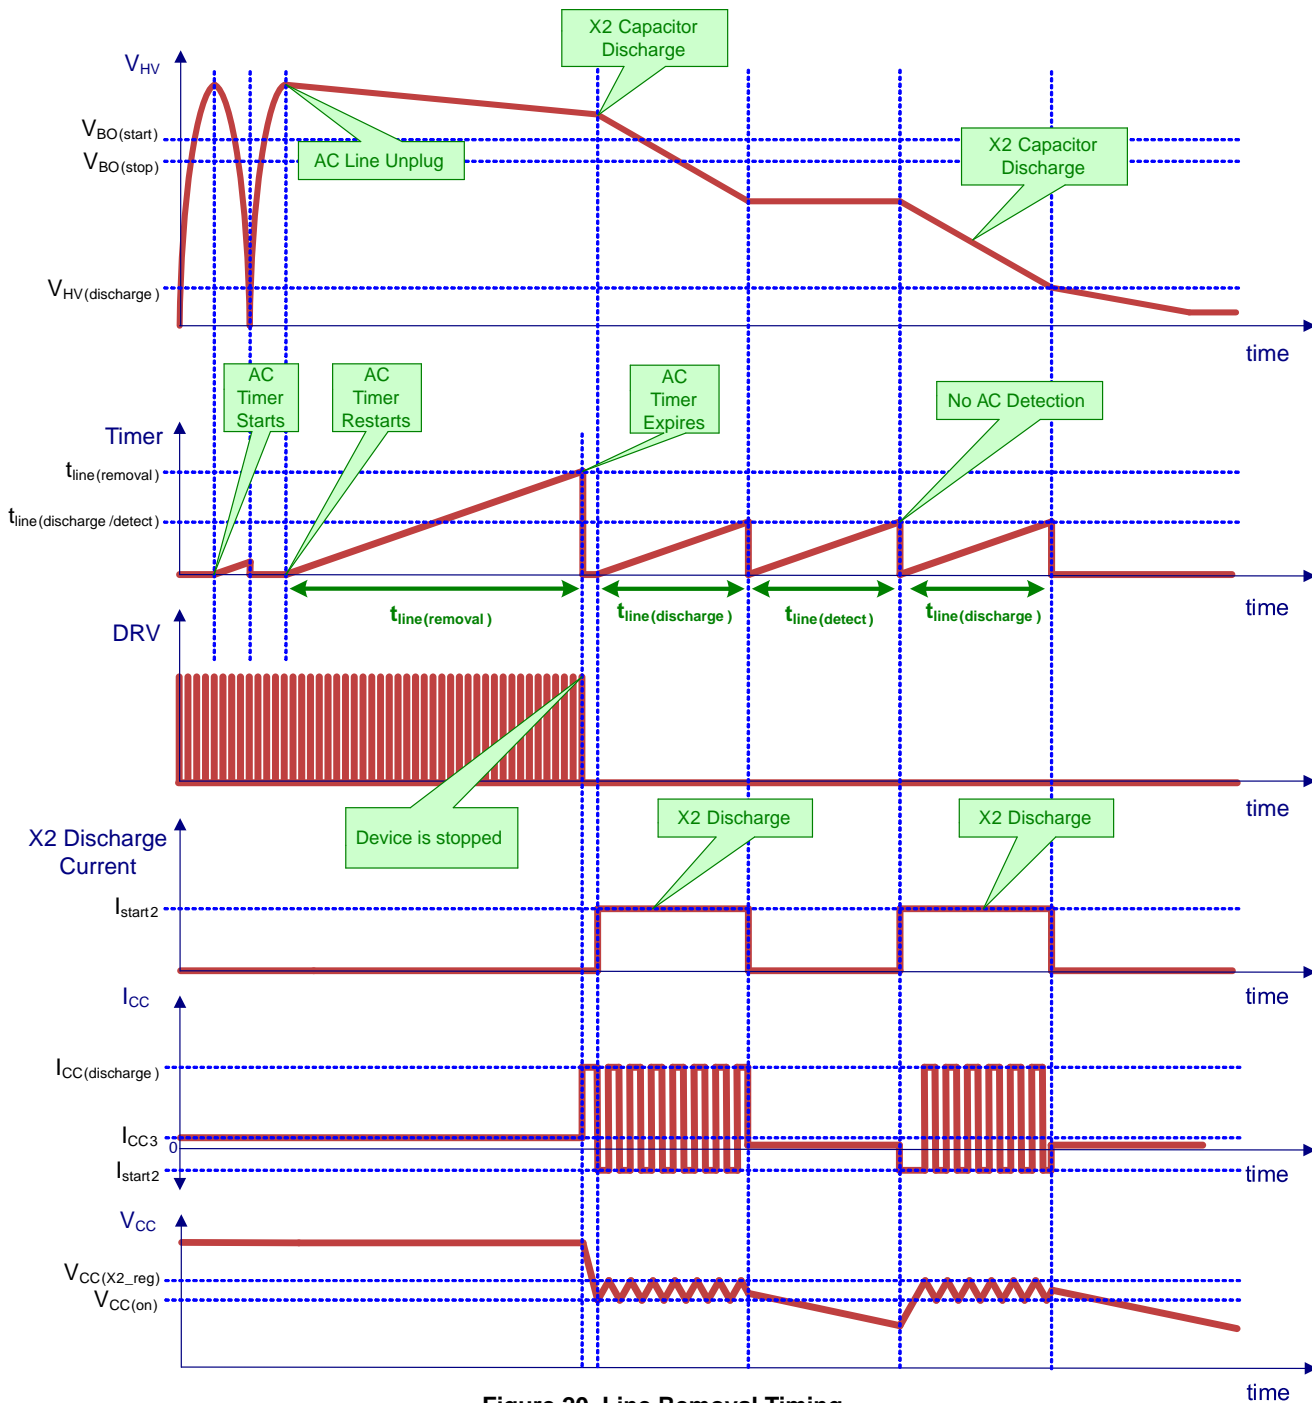 X2 Capacitor
Discharge
VHV
VBO(start)
AC Line Unplug
VBO(stop)
X2 Capacitor
Discharge
VHV(discharge)
time
AC
Timer
Starts
AC
Timer
Restarts
AC
Timer
Expires
No AC Detection
Timer
tline(removal)
tline(discharge/detect)
time
tline(removal)
tline(discharge)
tline(detect)
tline(discharge)
DRV
time
Device is stopped
X2 Discharge
X2 Discharge
X2 Discharge
Current
Istart2
time
ICC
ICC(discharge)
ICC3
0
Istart2
time
VCC
VCC(X2_reg)
VCC(on)
time